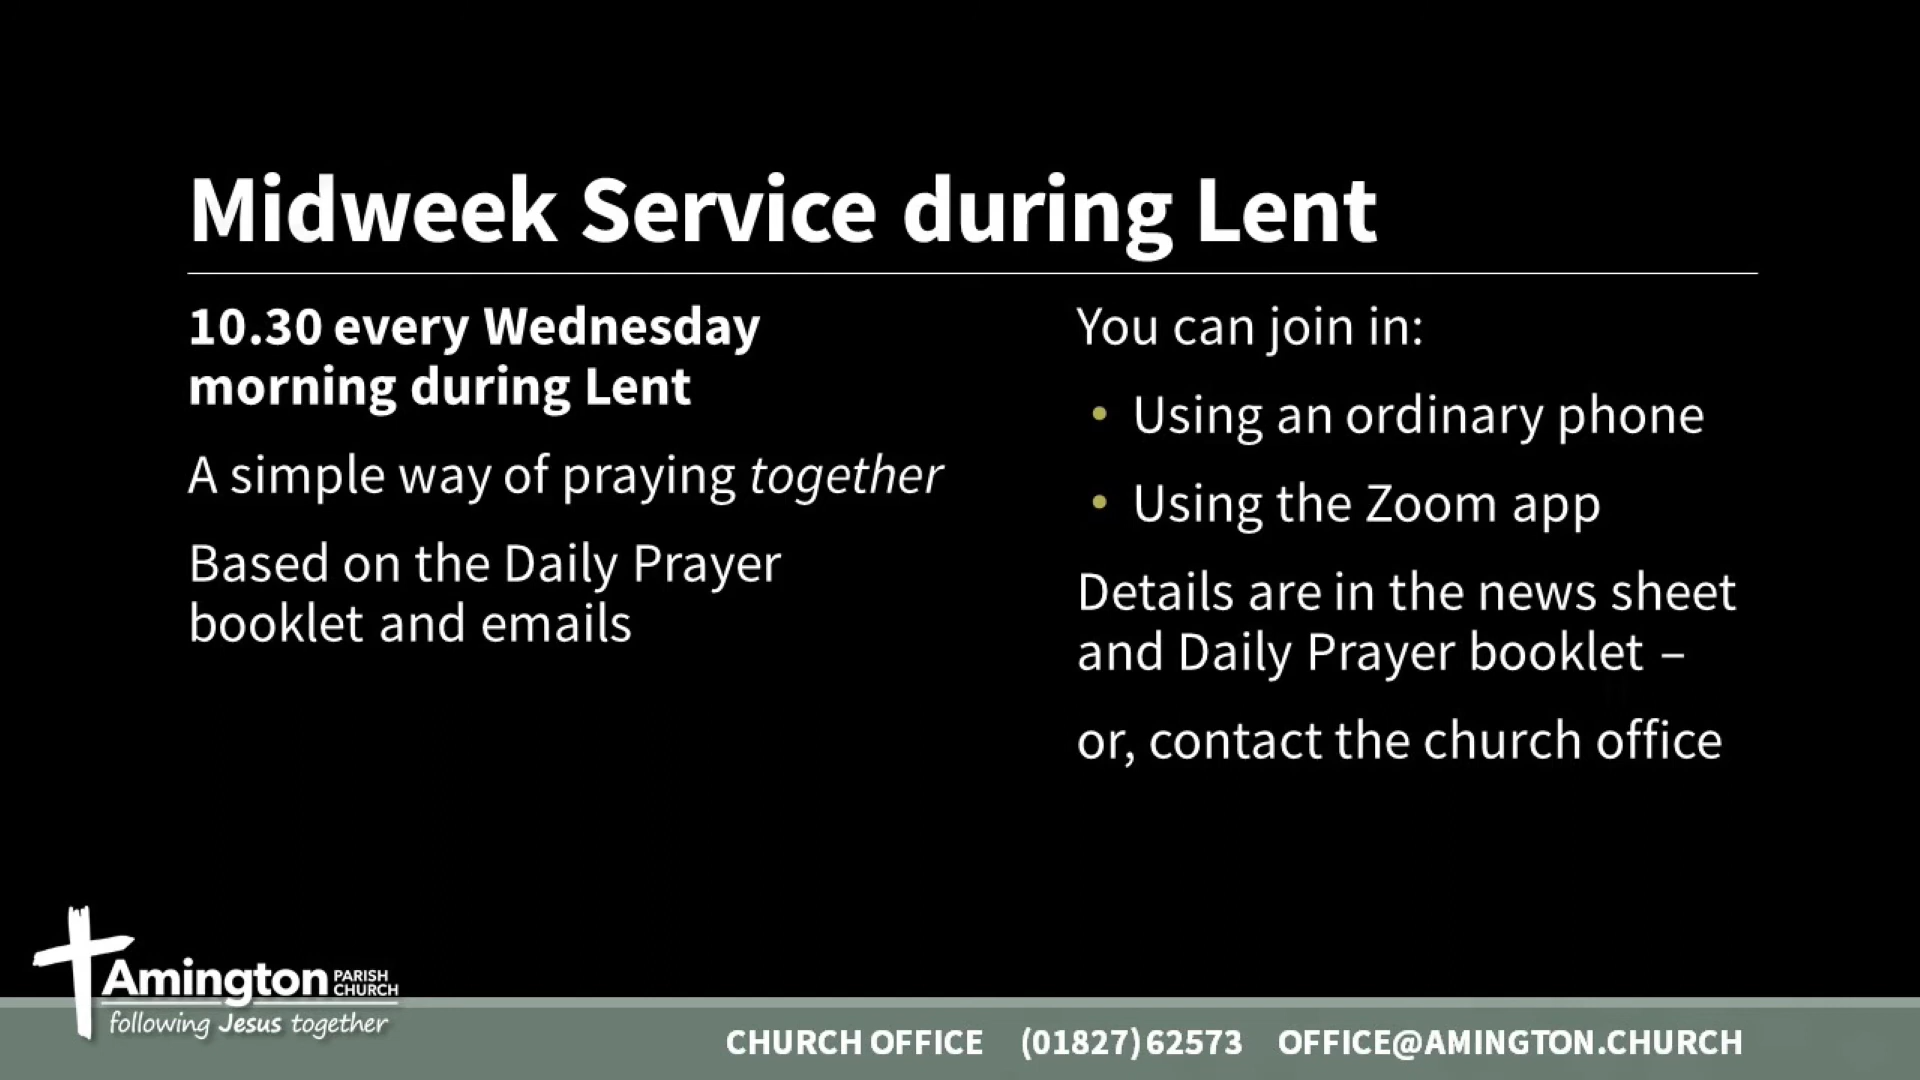 Midweek Service during Lent
10.30 every Wednesday
morning during Lent
A simple way of praying together
Based on the Daily Prayer
booklet and emails
You can join in:
• Using an ordinary phone
• Using the Zoom app
Details are in the news sheet
and Daily Prayer booklet –
or, contact the church office
Amington PARISH CHURCH
following Jesus together
CHURCH OFFICE (01827) 62573 OFFICE@AMINGTON.CHURCH